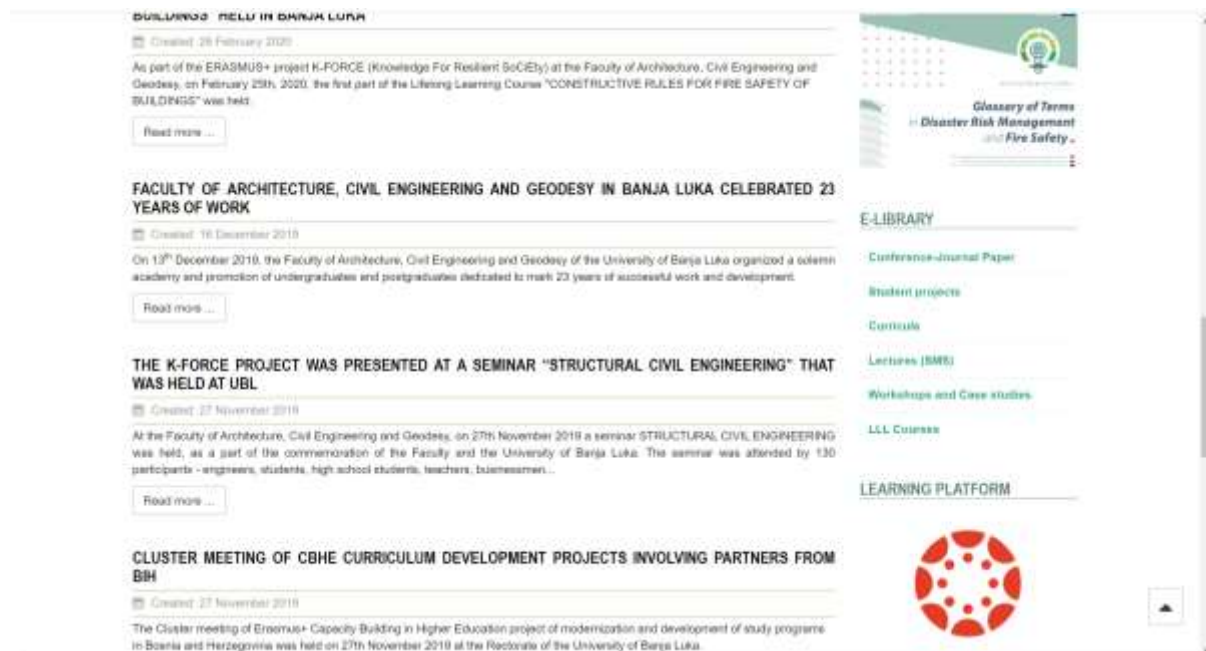 BUILDINGS" HELD IN BANJA LUKA
Created: 28 February 2020
As part of the ERASMUS+ project K-FORCE (Knowledge For Resilient SoCiEty) at the Faculty of Architecture, Civil Engineering and
Geodesy, on February 25th, 2020, the first part of the Lifelong Learning Course "CONSTRUCTIVE RULES FOR FIRE SAFETY OF
BUILDINGS" was held.
Read more ...
FACULTY OF ARCHITECTURE, CIVIL ENGINEERING AND GEODESY IN BANJA LUKA CELEBRATED 23
YEARS OF WORK
Created: 16 December 2019
On 13th December 2019, the Faculty of Architecture, Civil Engineering and Geodesy of the University of Banja Luka organized a solemn
academy and promotion of undergraduates and postgraduates dedicated to mark 23 years of successful work and development.
Read more ...
THE K-FORCE PROJECT WAS PRESENTED AT A SEMINAR "STRUCTURAL CIVIL ENGINEERING" THAT
WAS HELD AT UBL
Created: 27 November 2019
At the Faculty of Architecture, Civil Engineering and Geodesy, on 27th November 2019 a seminar STRUCTURAL CIVIL ENGINEERING
was held, as a part of the commemoration of the Faculty and the University of Banja Luka. The seminar was attended by 130
participants - engineers, students, high school students, teachers, businessmen...
Read more ...
CLUSTER MEETING OF CBHE CURRICULUM DEVELOPMENT PROJECTS INVOLVING PARTNERS FROM
BIH
Created: 27 November 2019
The Cluster meeting of Erasmus+ Capacity Building in Higher Education project of modernization and development of study programs
in Bosnia and Herzegovina was held on 27th November 2019 at the Rectorate of the University of Banja Luka.
Glossary of Terms
in Disaster Risk Management
and Fire Safety
E-LIBRARY
Conference-Journal Paper
Student projects
Curricula
Lectures (SMS)
Workshops and Case studies
LLL Courses
LEARNING PLATFORM